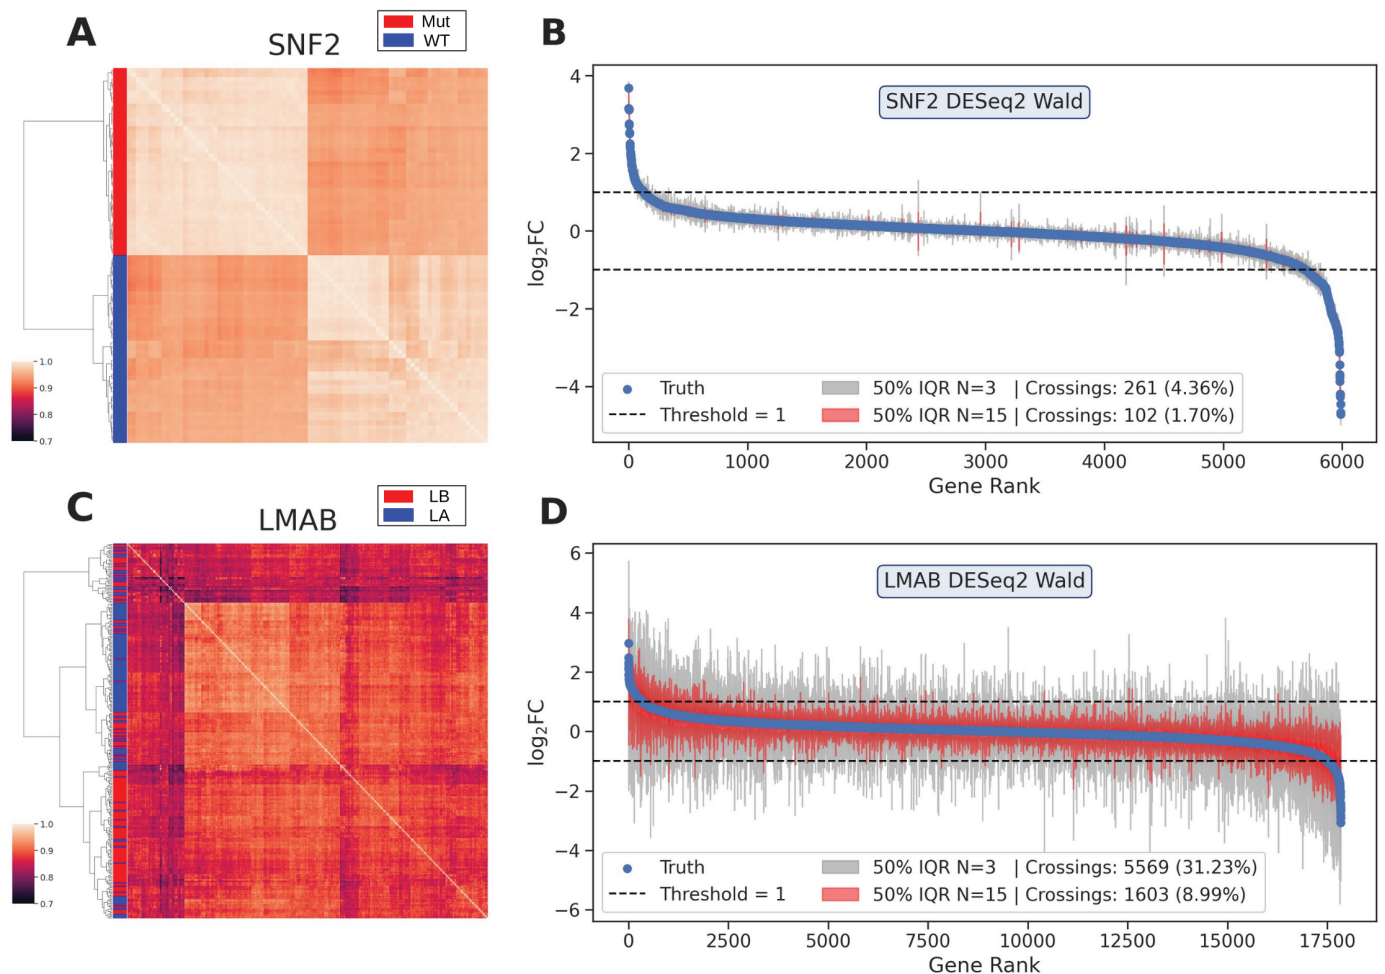 A
Mut
WT
SNF2
1.0
0.9
0.8
0.7
B
SNF2 DESeq2 Wald
4
2
0
−2
−4
log₂FC
Truth
Threshold = 1
50% IQR N=3 | Crossings: 261 (4.36%)
50% IQR N=15 | Crossings: 102 (1.70%)
0 1000 2000 3000 4000 5000 6000
Gene Rank
C
LB
LA
LMAB
1.0
0.9
0.8
0.7
D
LMAB DESeq2 Wald
6
4
2
0
−2
−4
−6
log₂FC
Truth
Threshold = 1
50% IQR N=3 | Crossings: 5569 (31.23%)
50% IQR N=15 | Crossings: 1603 (8.99%)
0 2500 5000 7500 10000 12500 15000 17500
Gene Rank